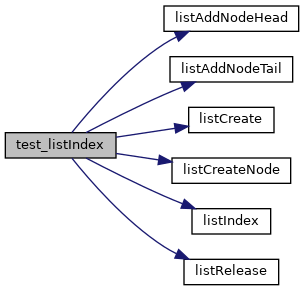 listAddNodeHead
listAddNodeTail
listCreate
test_listIndex
listCreateNode
listIndex
listRelease